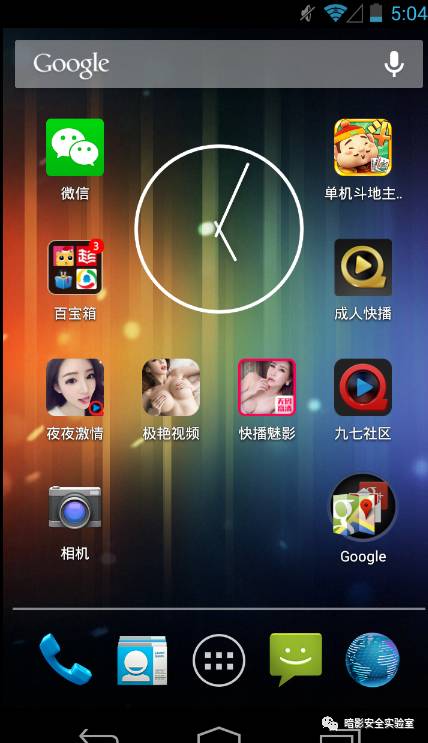 5:04
Google
微信
单机斗地主..
3
百宝箱
成人快播
夜夜激情
极艳视频
快播魅影
九七社区
相机
Google
暗影安全实验室